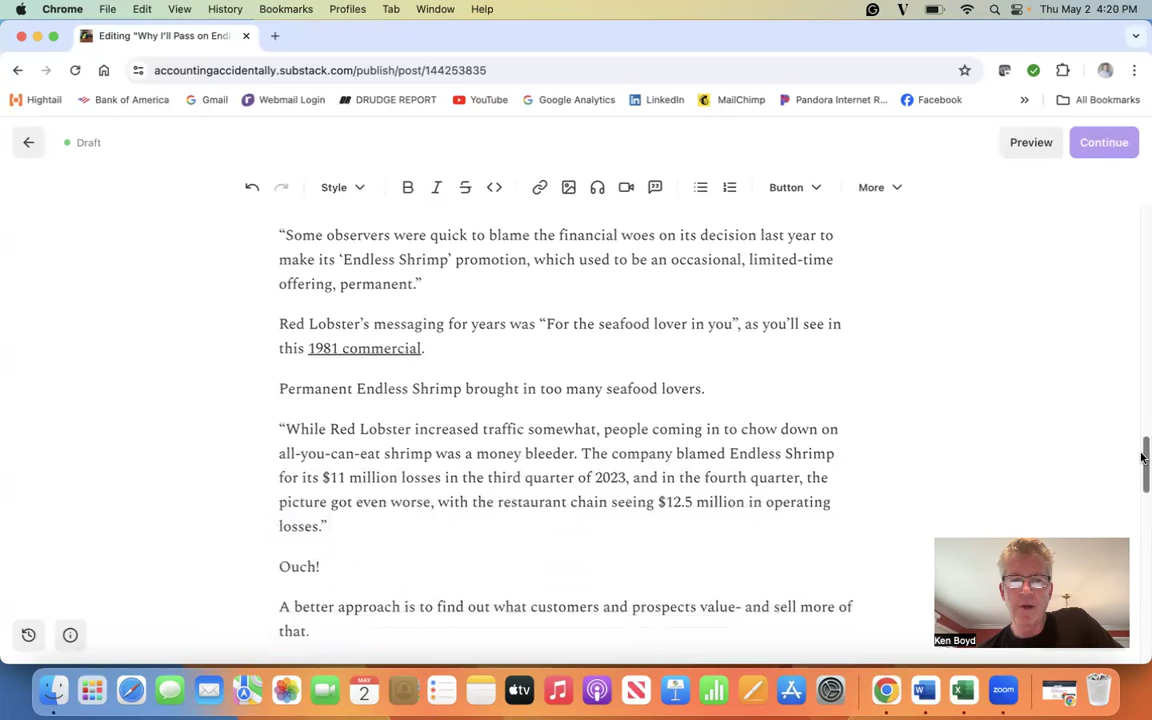 Chrome File Edit View History Bookmarks Profiles Tab Window Help Thu May 2 4:20 PM
Editing "Why I'll Pass on Endl
accountingaccidentally.substack.com/publish/post/144253835
Hightail Bank of America Gmail Webmail Login DRUDGE REPORT YouTube Google Analytics LinkedIn MailChimp Pandora Internet R... Facebook » All Bookmarks
Draft Preview Continue
Style Button More
“Some observers were quick to blame the financial woes on its decision last year to
make its ‘Endless Shrimp’ promotion, which used to be an occasional, limited-time
offering, permanent.”
Red Lobster’s messaging for years was “For the seafood lover in you”, as you’ll see in
this 1981 commercial.
Permanent Endless Shrimp brought in too many seafood lovers.
“While Red Lobster increased traffic somewhat, people coming in to chow down on
all-you-can-eat shrimp was a money bleeder. The company blamed Endless Shrimp
for its $11 million losses in the third quarter of 2023, and in the fourth quarter, the
picture got even worse, with the restaurant chain seeing $12.5 million in operating
losses.”
Ouch!
A better approach is to find out what customers and prospects value- and sell more of
that.
Ken Boyd
MAY
2
tv
zoom